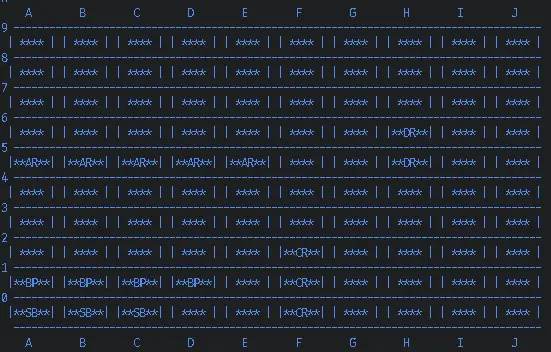 A B C D E F G H I J
9 ------------------------------------------------------------------------------
| **** | | **** | | **** | | **** | | **** | | **** | | **** | | **** | | **** | | **** |
8 ------------------------------------------------------------------------------
| **** | | **** | | **** | | **** | | **** | | **** | | **** | | **** | | **** | | **** |
7 ------------------------------------------------------------------------------
| **** | | **** | | **** | | **** | | **** | | **** | | **** | | **** | | **** | | **** |
6 ------------------------------------------------------------------------------
| **** | | **** | | **** | | **** | | **** | | **** | | **** | |**DR**| | **** | | **** |
5 ------------------------------------------------------------------------------
|**AR**| |**AR**| |**AR**| |**AR**| |**AR**| | **** | | **** | |**DR**| | **** | | **** |
4 ------------------------------------------------------------------------------
| **** | | **** | | **** | | **** | | **** | | **** | | **** | | **** | | **** | | **** |
3 ------------------------------------------------------------------------------
| **** | | **** | | **** | | **** | | **** | | **** | | **** | | **** | | **** | | **** |
2 ------------------------------------------------------------------------------
| **** | | **** | | **** | | **** | | **** | |**CR**| | **** | | **** | | **** | | **** |
1 ------------------------------------------------------------------------------
|**BP**| |**BP**| |**BP**| |**BP**| | **** | |**CR**| | **** | | **** | | **** | | **** |
0 ------------------------------------------------------------------------------
|**SB**| |**SB**| |**SB**| | **** | | **** | |**CR**| | **** | | **** | | **** | | **** |
------------------------------------------------------------------------------
A B C D E F G H I J